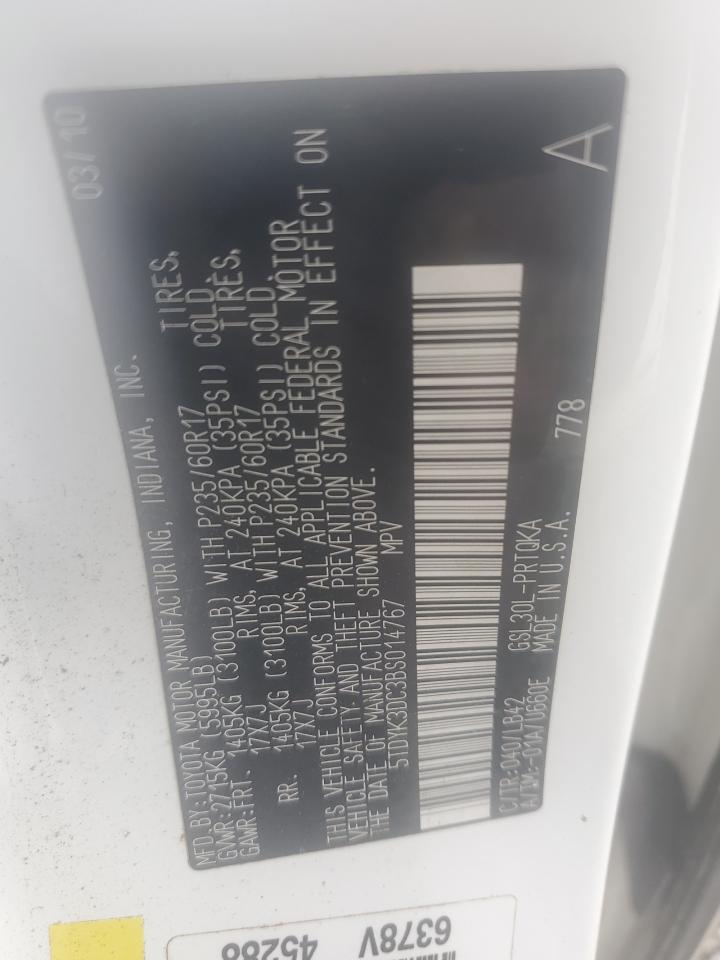 MFD.BY:TOYOTA MOTOR MANUFACTURING, INDIANA, INC. 03/10
GVWR:2715KG (5995LB)
GAWR:FRT. 1405KG (3100LB) WITH P235/60R17 TIRES,
17X7J RIMS, AT 240KPA (35PSI) COLD.
RR. 1405KG (3100LB) WITH P235/60R17 TIRES,
17X7J RIMS, AT 240KPA (35PSI) COLD.
THIS VEHICLE CONFORMS TO ALL APPLICABLE FEDERAL MOTOR
VEHICLE SAFETY AND THEFT PREVENTION STANDARDS IN EFFECT ON
THE DATE OF MANUFACTURE SHOWN ABOVE.
5TDYK3DC3BS014767 MPV
C/TR:040/LB42 GSL30L-PRTQKA 778
A/TM:-01A/U660E MADE IN U.S.A.
A
6378V
45288